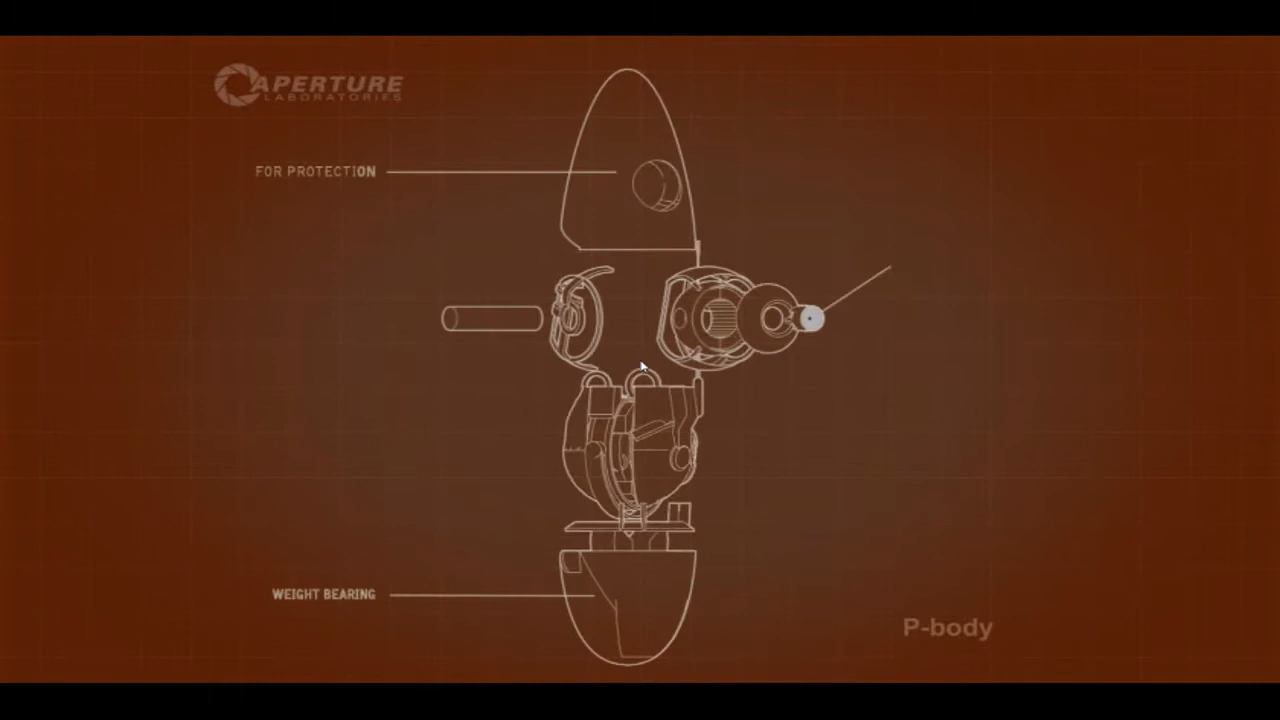 APERTURE
LABORATORIES
FOR PROTECTION
WEIGHT BEARING
P-body